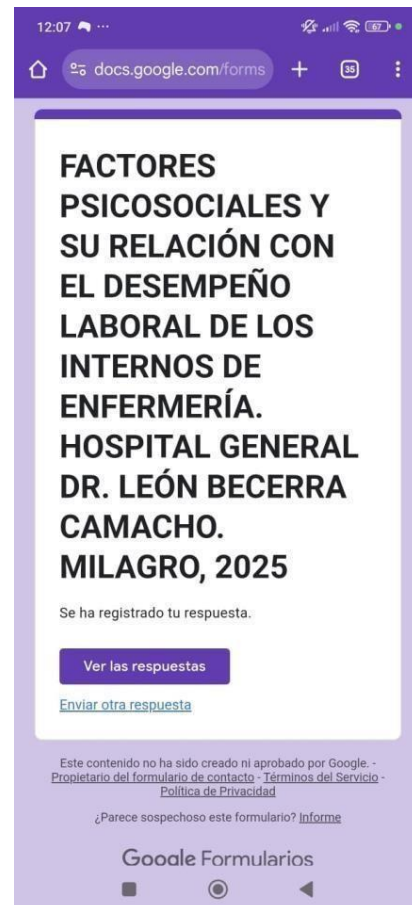 12:07 ...
67
docs.google.com/forms
35
FACTORES
PSICOSOCIALES Y
SU RELACIÓN CON
EL DESEMPEÑO
LABORAL DE LOS
INTERNOS DE
ENFERMERÍA.
HOSPITAL GENERAL
DR. LEÓN BECERRA
CAMACHO.
MILAGRO, 2025
Se ha registrado tu respuesta.
Ver las respuestas
Enviar otra respuesta
Este contenido no ha sido creado ni aprobado por Google. -
Propietario del formulario de contacto - Términos del Servicio -
Política de Privacidad
¿Parece sospechoso este formulario? Informe
Google Formularios